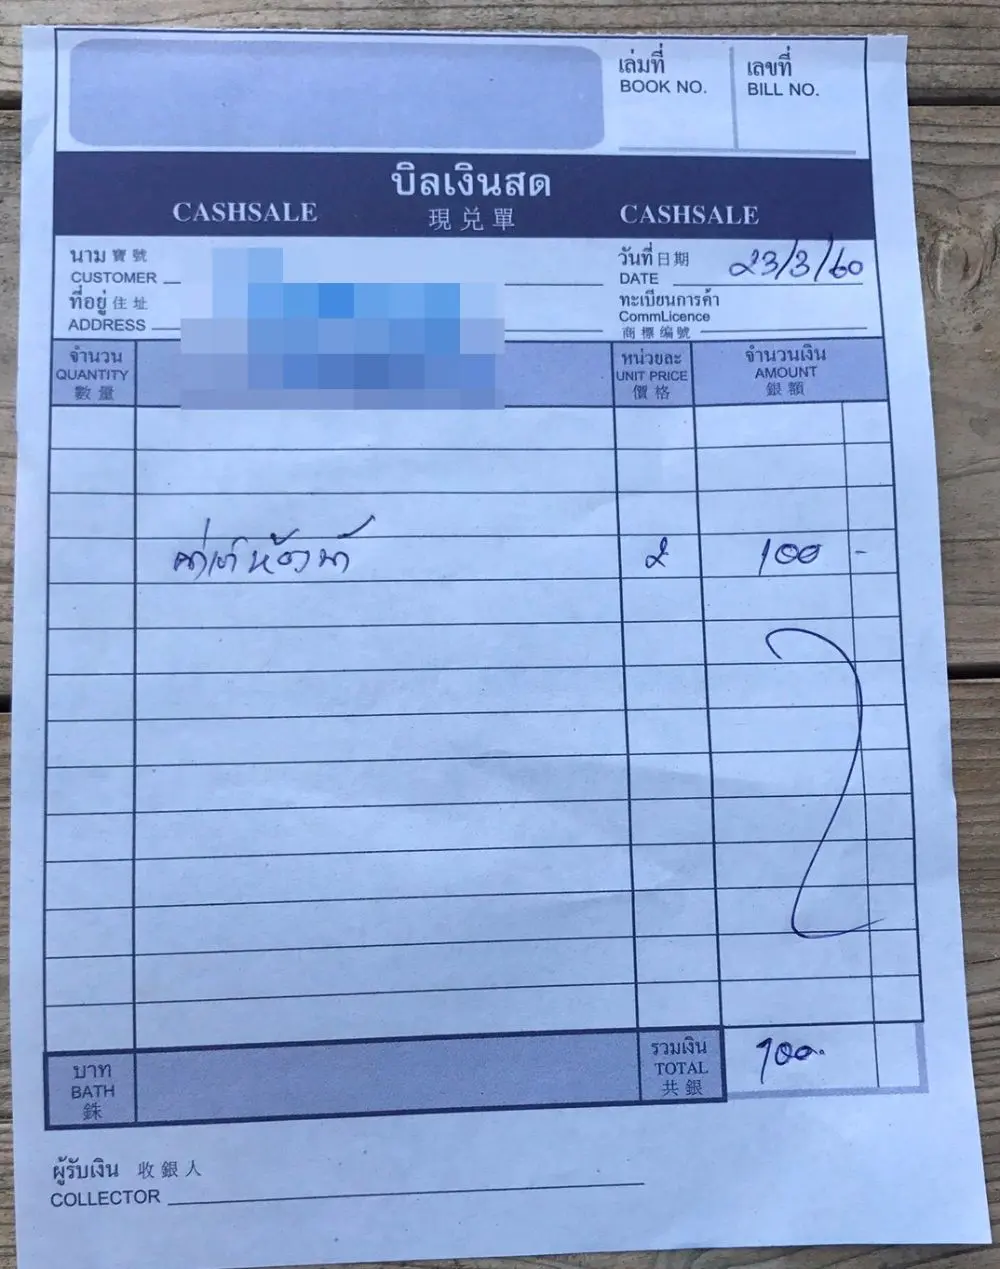 เล่มที่
BOOK NO.
เลขที่
BILL NO.
บิลเงินสด
CASHSALE 現兑單 CASHSALE
นาม 寶號
CUSTOMER
วันที่ 日期
DATE 23/3/60
ที่อยู่ 住址
ADDRESS
ทะเบียนการค้า
CommLicence
商標编號
จำนวน
QUANTITY
數量
หน่วยละ
UNIT PRICE
價格
จำนวนเงิน
AMOUNT
銀額
ห้องน้ำ 2 100 -
บาท
BATH
銖
รวมเงิน
TOTAL
共銀
100.-
ผู้รับเงิน 收銀人
COLLECTOR